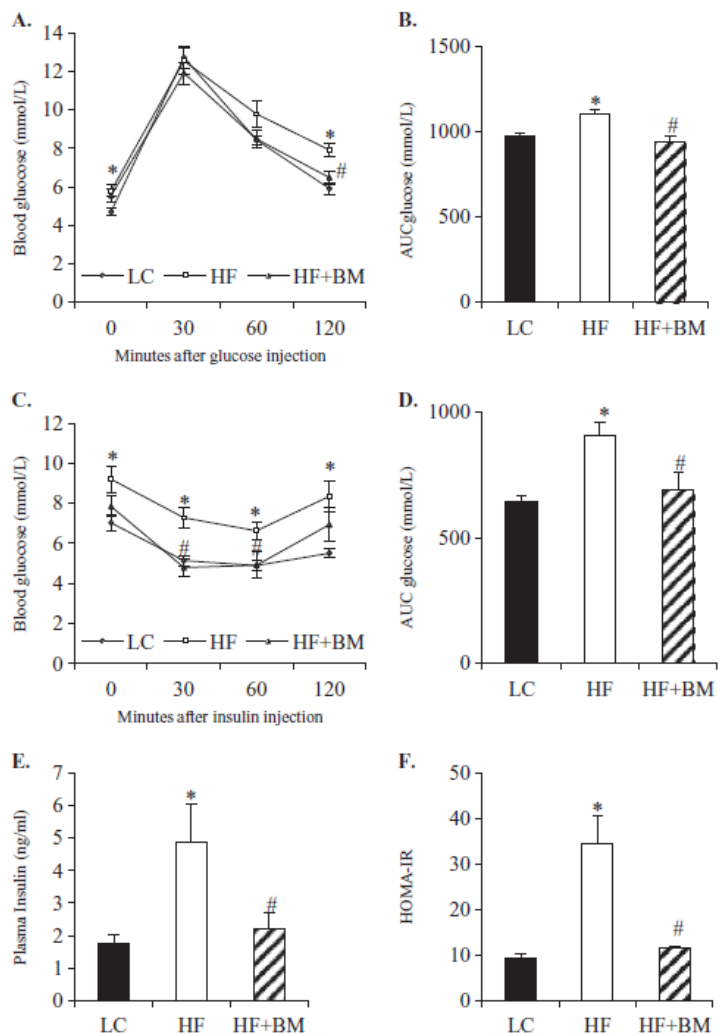 A.
14
12
10
8
6
4
2
0
Blood gluocose (mmol/L)
*
*
#
LC HF HF+BM
0 30 60 120
Minutes after glucose injection
B.
1500
1000
500
0
AUCgluocose (mmol/L)
*
#
LC HF HF+BM
C.
12
10
8
6
4
2
0
Blood glucose (mmol/L)
* * * *
# #
LC HF HF+BM
0 30 60 120
Minutes after insulin injection
D.
1000
500
0
AUC glucose (mmol/L)
*
#
LC HF HF+BM
E.
7
6
5
4
3
2
1
0
Plasma Insulin (ng/ml)
*
#
LC HF HF+BM
F.
50
40
30
20
10
0
HOMA-IR
*
#
LC HF HF+BM